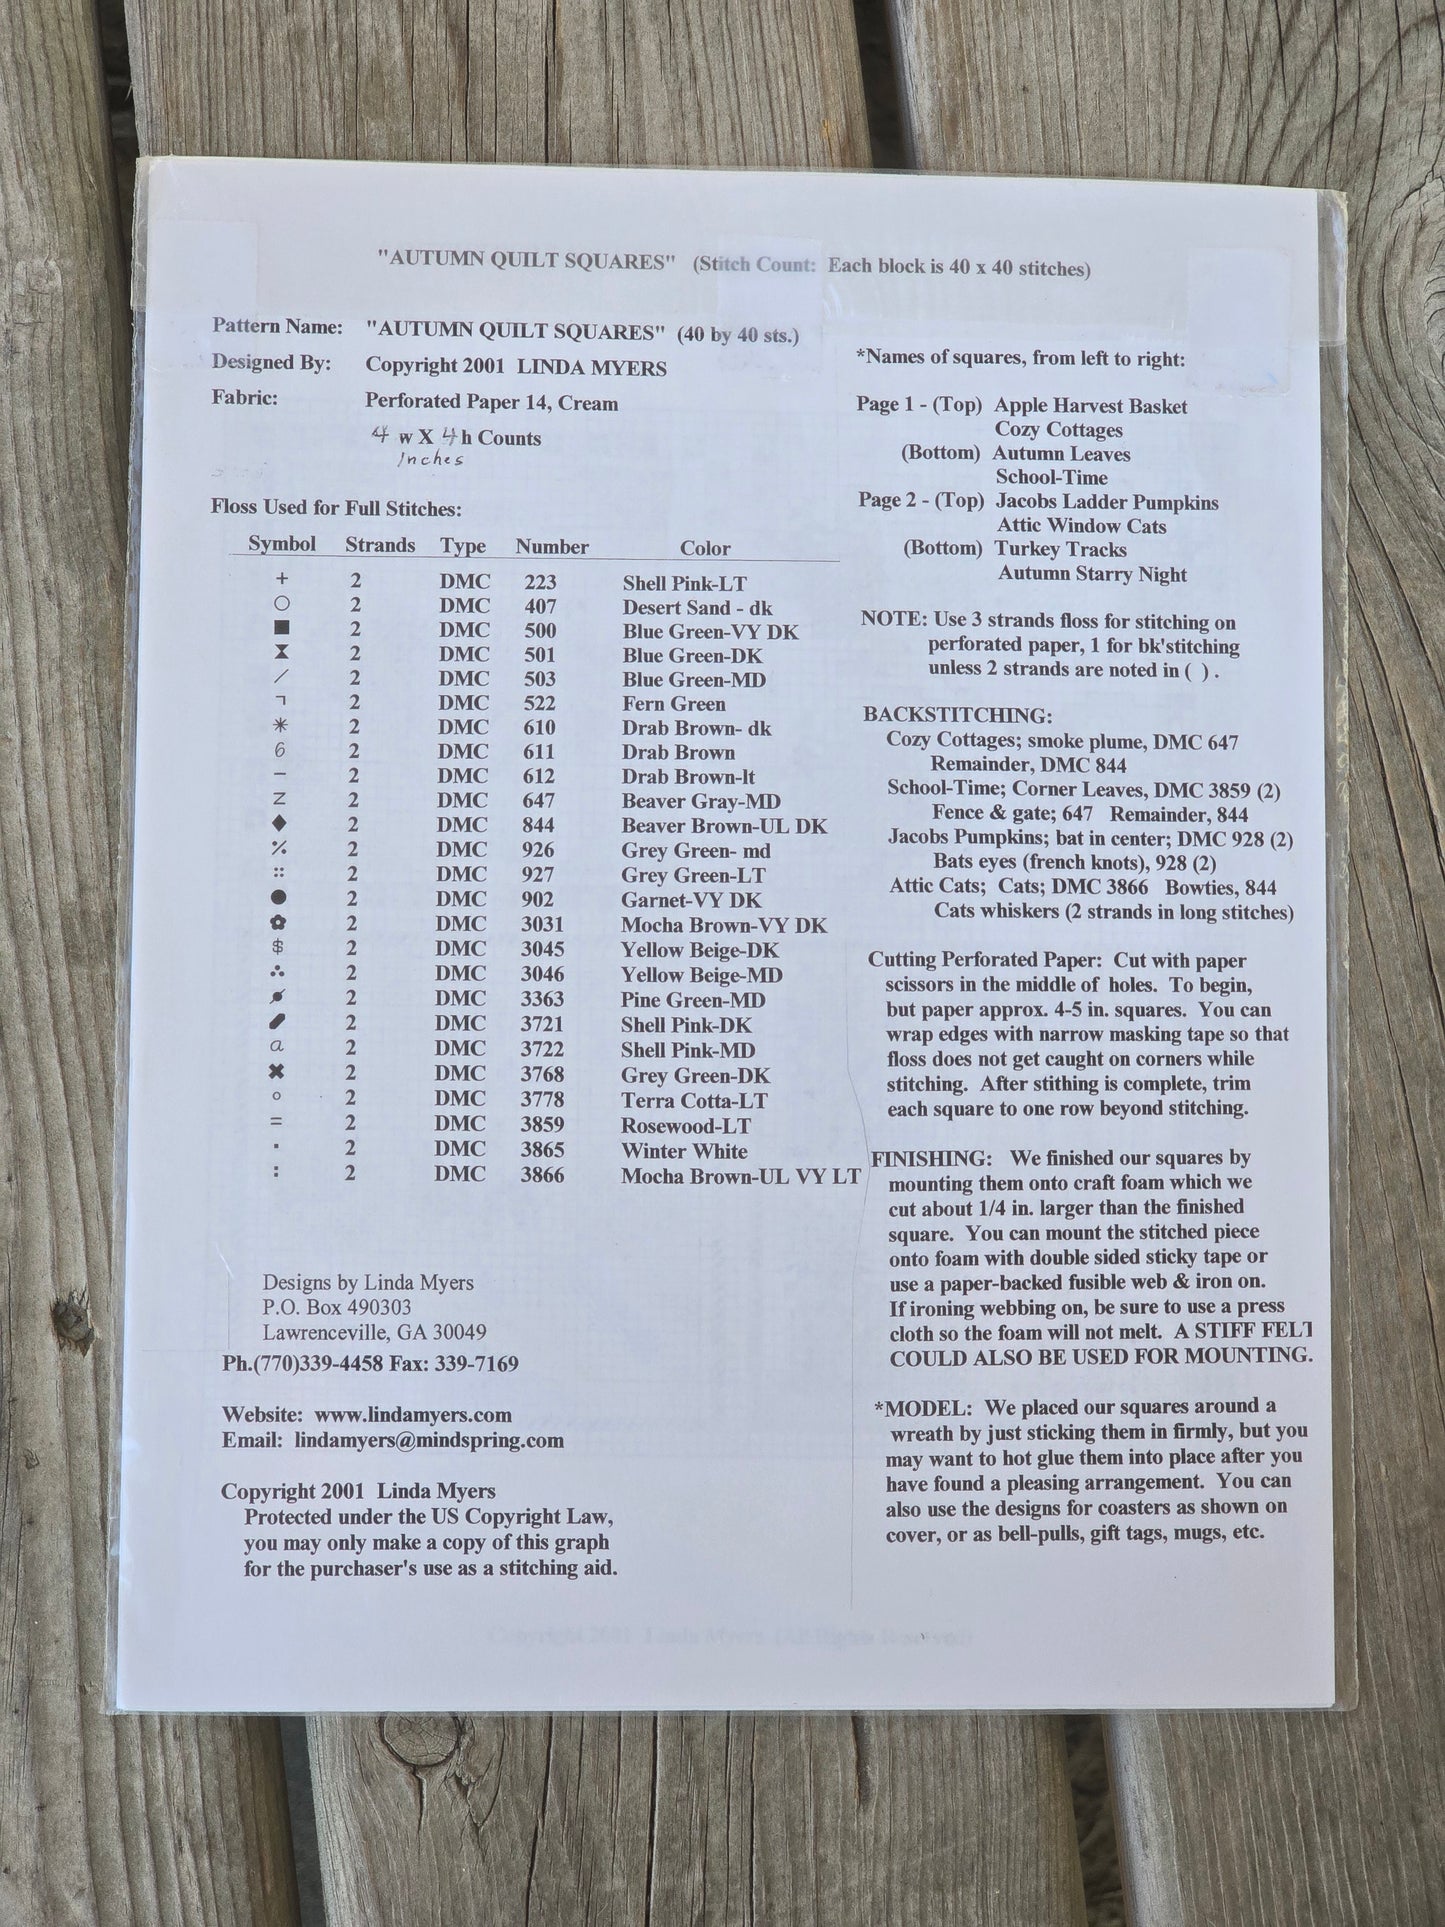 "AUTUMN QUILT SQUARES" (Stitch Count: Each block is 40 x 40 stitches)
Pattern Name: "AUTUMN QUILT SQUARES" (40 by 40 sts.)
Designed By: Copyright 2001 LINDA MYERS
Fabric: Perforated Paper 14, Cream
4 w X 4 h Counts
Inches
Floss Used for Full Stitches:
Symbol Strands Type Number Color
+ 2 DMC 223 Shell Pink-LT
○ 2 DMC 407 Desert Sand - dk
■ 2 DMC 500 Blue Green-VY DK
⧗ 2 DMC 501 Blue Green-DK
/ 2 DMC 503 Blue Green-MD
¬ 2 DMC 522 Fern Green
* 2 DMC 610 Drab Brown- dk
6 2 DMC 611 Drab Brown
− 2 DMC 612 Drab Brown-lt
Z 2 DMC 647 Beaver Gray-MD
◆ 2 DMC 844 Beaver Brown-UL DK
٪ 2 DMC 926 Grey Green- md
∷ 2 DMC 927 Grey Green-LT
● 2 DMC 902 Garnet-VY DK
✿ 2 DMC 3031 Mocha Brown-VY DK
$ 2 DMC 3045 Yellow Beige-DK
∴ 2 DMC 3046 Yellow Beige-MD
2 DMC 3363 Pine Green-MD
2 DMC 3721 Shell Pink-DK
a 2 DMC 3722 Shell Pink-MD
✖ 2 DMC 3768 Grey Green-DK
∘ 2 DMC 3778 Terra Cotta-LT
= 2 DMC 3859 Rosewood-LT
· 2 DMC 3865 Winter White
: 2 DMC 3866 Mocha Brown-UL VY LT
Designs by Linda Myers
P.O. Box 490303
Lawrenceville, GA 30049
Ph.(770)339-4458 Fax: 339-7169
Website: www.lindamyers.com
Email: lindamyers@mindspring.com
Copyright 2001 Linda Myers
Protected under the US Copyright Law,
you may only make a copy of this graph
for the purchaser's use as a stitching aid.
*Names of squares, from left to right:
Page 1 - (Top) Apple Harvest Basket
Cozy Cottages
(Bottom) Autumn Leaves
School-Time
Page 2 - (Top) Jacobs Ladder Pumpkins
Attic Window Cats
(Bottom) Turkey Tracks
Autumn Starry Night
NOTE: Use 3 strands floss for stitching on
perforated paper, 1 for bk'stitching
unless 2 strands are noted in ( ) .
BACKSTITCHING:
Cozy Cottages; smoke plume, DMC 647
Remainder, DMC 844
School-Time; Corner Leaves, DMC 3859 (2)
Fence & gate; 647 Remainder, 844
Jacobs Pumpkins; bat in center; DMC 928 (2)
Bats eyes (french knots), 928 (2)
Attic Cats; Cats; DMC 3866 Bowties, 844
Cats whiskers (2 strands in long stitches)
Cutting Perforated Paper: Cut with paper
scissors in the middle of holes. To begin,
but paper approx. 4-5 in. squares. You can
wrap edges with narrow masking tape so that
floss does not get caught on corners while
stitching. After stithing is complete, trim
each square to one row beyond stitching.
FINISHING: We finished our squares by
mounting them onto craft foam which we
cut about 1/4 in. larger than the finished
square. You can mount the stitched piece
onto foam with double sided sticky tape or
use a paper-backed fusible web & iron on.
If ironing webbing on, be sure to use a press
cloth so the foam will not melt. A STIFF FELT
COULD ALSO BE USED FOR MOUNTING.
*MODEL: We placed our squares around a
wreath by just sticking them in firmly, but you
may want to hot glue them into place after you
have found a pleasing arrangement. You can
also use the designs for coasters as shown on
cover, or as bell-pulls, gift tags, mugs, etc.